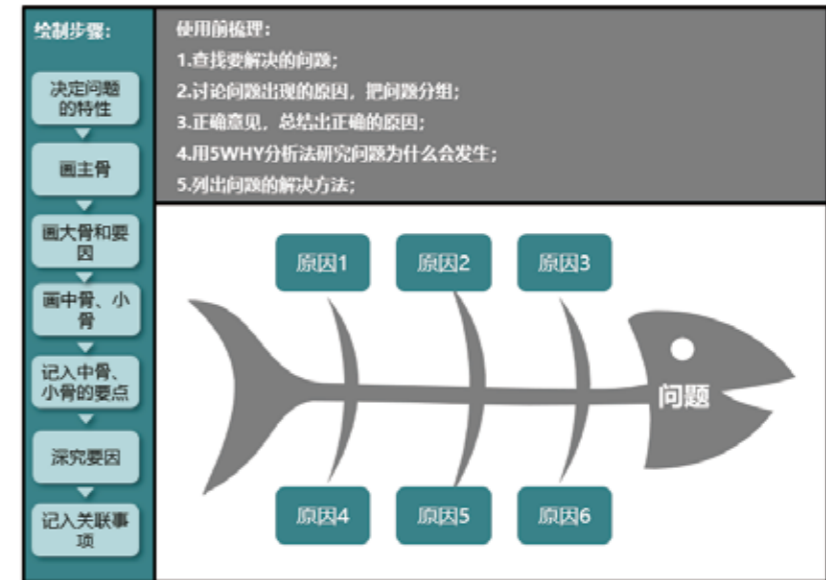 绘制步骤：
决定问题
的特性
画主骨
画大骨和要
因
画中骨、小
骨
记入中骨、
小骨的要点
深究要因
记入关联事
项
使用前梳理：
1.查找要解决的问题；
2.讨论问题出现的原因，把问题分组；
3.正确意见，总结出正确的原因；
4.用5WHY分析法研究问题为什么会发生；
5.列出问题的解决方法；
原因1
原因2
原因3
问题
原因4
原因5
原因6